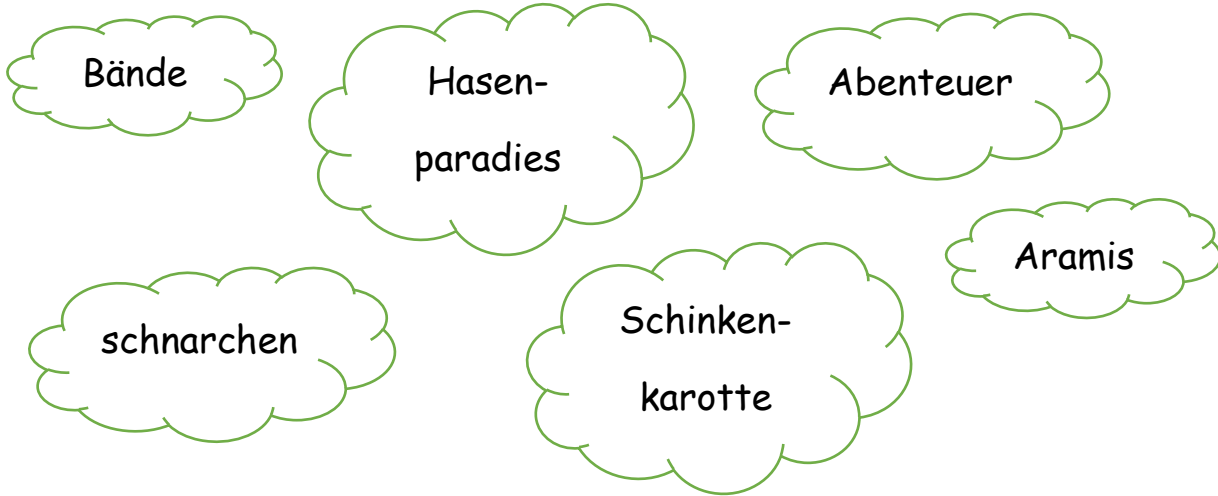 Bände
Hasen-
paradies
Abenteuer
Aramis
schnarchen
Schinken-
karotte